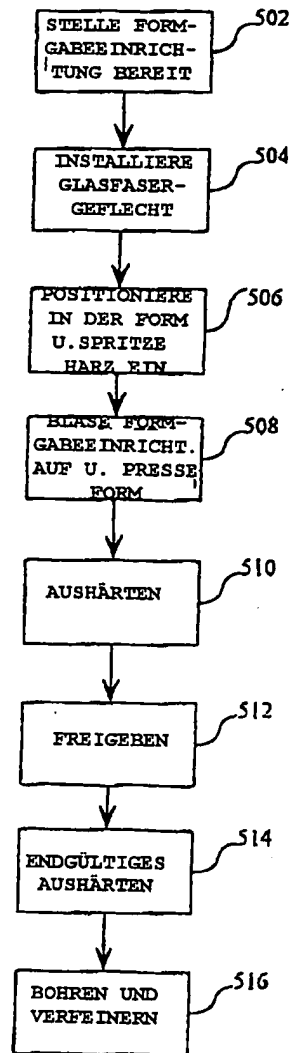 STELLE FORM-
GABEEINRICH-
TUNG BEREIT
502
INSTALLIERE
GLASFASER-
GEFLECHT
504
POSITIONIERE
IN DER FORM
U.SPRITZE
HARZ EIN
506
BLASE FORM-
GABEEINRICHT.
AUF U. PRESSE
FORM
508
AUSHÄRTEN
510
FREIGEBEN
512
ENDGÜLTIGES
AUSHÄRTEN
514
BOHREN UND
VERFEINERN
516